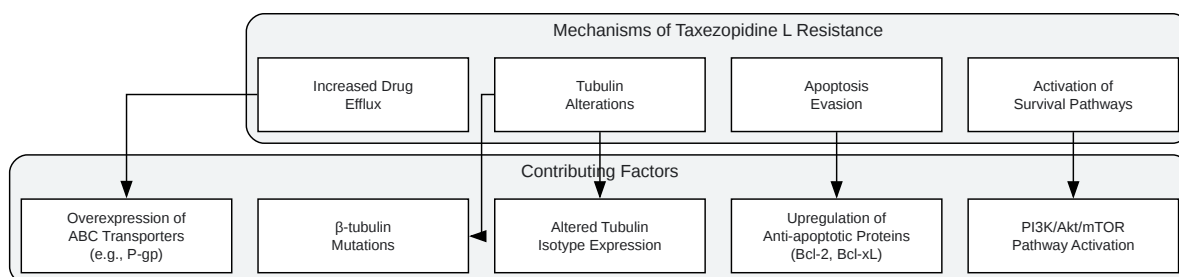 Mechanisms of Taxezopidine L Resistance
Increased Drug
Efflux
Tubulin
Alterations
Apoptosis
Evasion
Activation of
Survival Pathways
Contributing Factors
Overexpression of
ABC Transporters
(e.g., P-gp)
β-tubulin
Mutations
Altered Tubulin
Isotype Expression
Upregulation of
Anti-apoptotic Proteins
(Bcl-2, Bcl-xL)
PI3K/Akt/mTOR
Pathway Activation